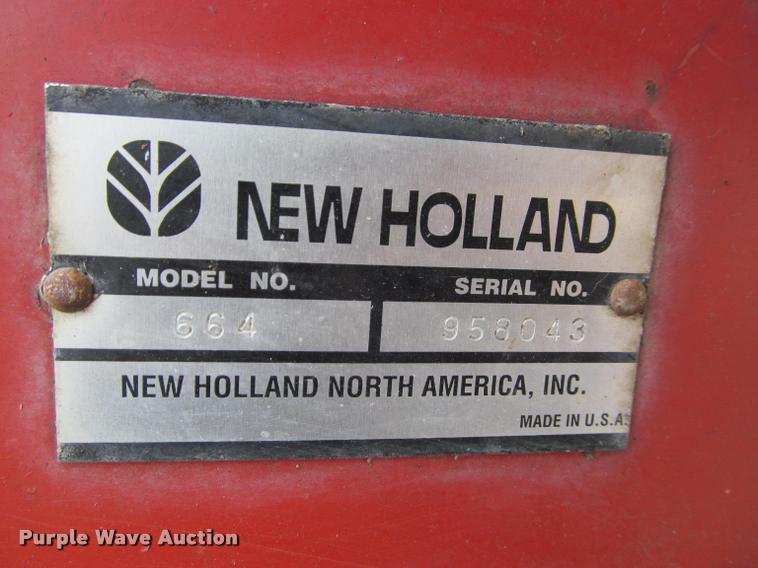 NEW HOLLAND
MODEL NO. SERIAL NO.
664 958043
NEW HOLLAND NORTH AMERICA, INC.
MADE IN U.S.A.
Purple Wave Auction